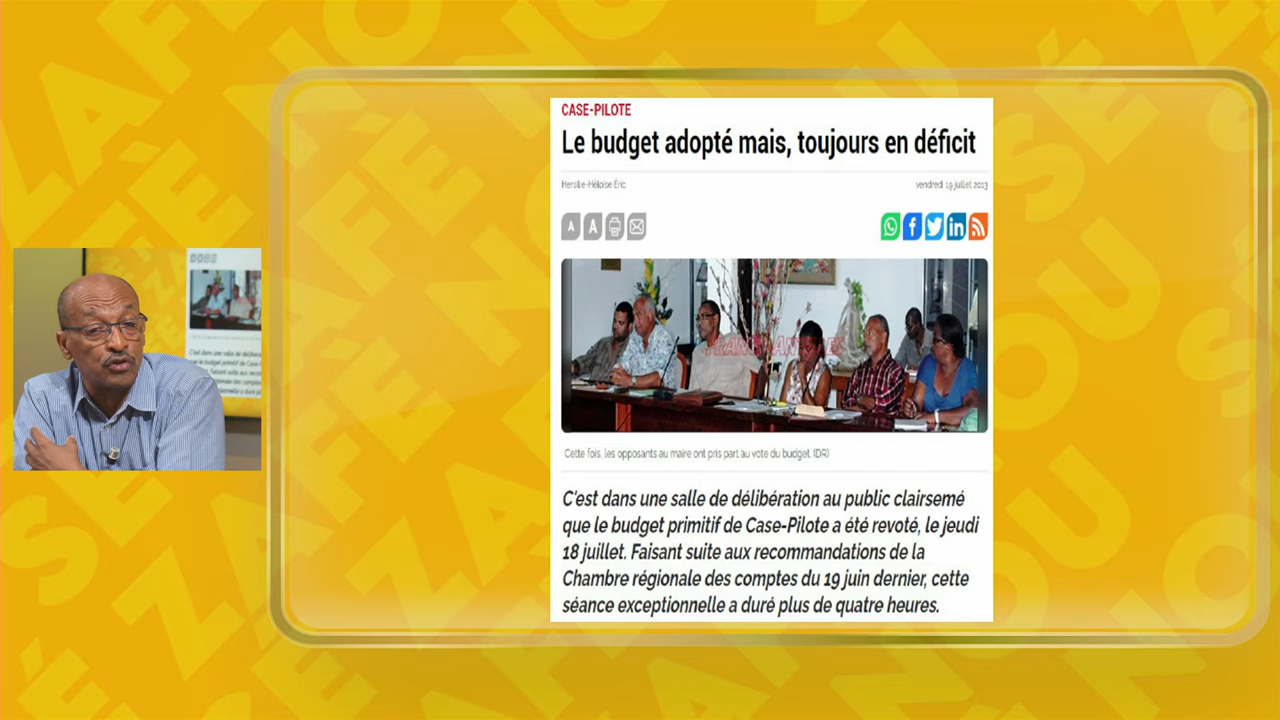 CASE-PILOTE
Le budget adopté mais, toujours en déficit
Hersilie-Héloïse Éric
vendredi 19 juillet 2013
Cette fois, les opposants au maire ont pris part au vote du budget. (DR)
C'est dans une salle de délibération au public clairsemé
que le budget primitif de Case-Pilote a été revoté, le jeudi
18 juillet. Faisant suite aux recommandations de la
Chambre régionale des comptes du 19 juin dernier, cette
séance exceptionnelle a duré plus de quatre heures.